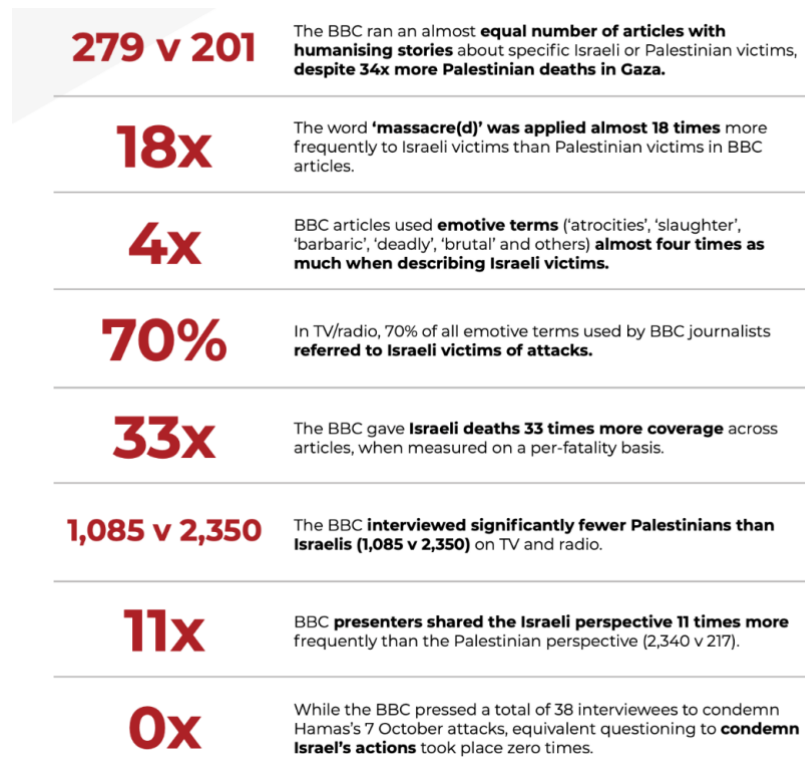 279 v 201
The BBC ran an almost equal number of articles with
humanising stories about specific Israeli or Palestinian victims,
despite 34x more Palestinian deaths in Gaza.
18x
The word ‘massacre(d)’ was applied almost 18 times more
frequently to Israeli victims than Palestinian victims in BBC
articles.
4x
BBC articles used emotive terms (‘atrocities’, ‘slaughter’,
‘barbaric’, ‘deadly’, ‘brutal’ and others) almost four times as
much when describing Israeli victims.
70%
In TV/radio, 70% of all emotive terms used by BBC journalists
referred to Israeli victims of attacks.
33x
The BBC gave Israeli deaths 33 times more coverage across
articles, when measured on a per-fatality basis.
1,085 v 2,350
The BBC interviewed significantly fewer Palestinians than
Israelis (1,085 v 2,350) on TV and radio.
11x
BBC presenters shared the Israeli perspective 11 times more
frequently than the Palestinian perspective (2,340 v 217).
0x
While the BBC pressed a total of 38 interviewees to condemn
Hamas’s 7 October attacks, equivalent questioning to condemn
Israel’s actions took place zero times.